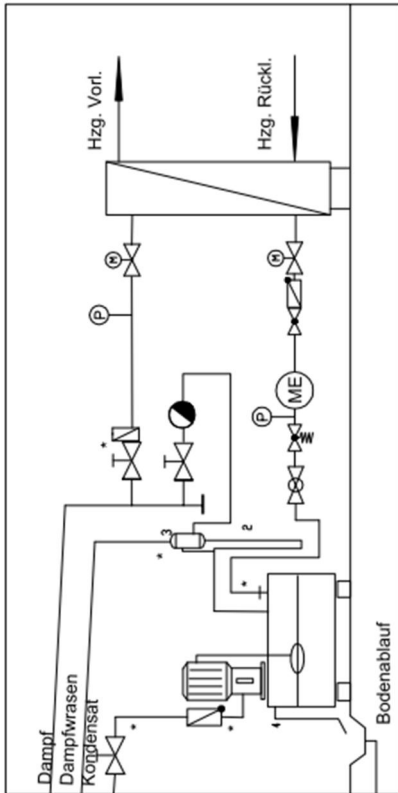 Hzg. Vorl.
Hzg. Rückl.
M
M
P
P
*
ME
3
*
2
*
*
*
1
Dampf
Dampfwrasen
Kondensat
Bodenablauf